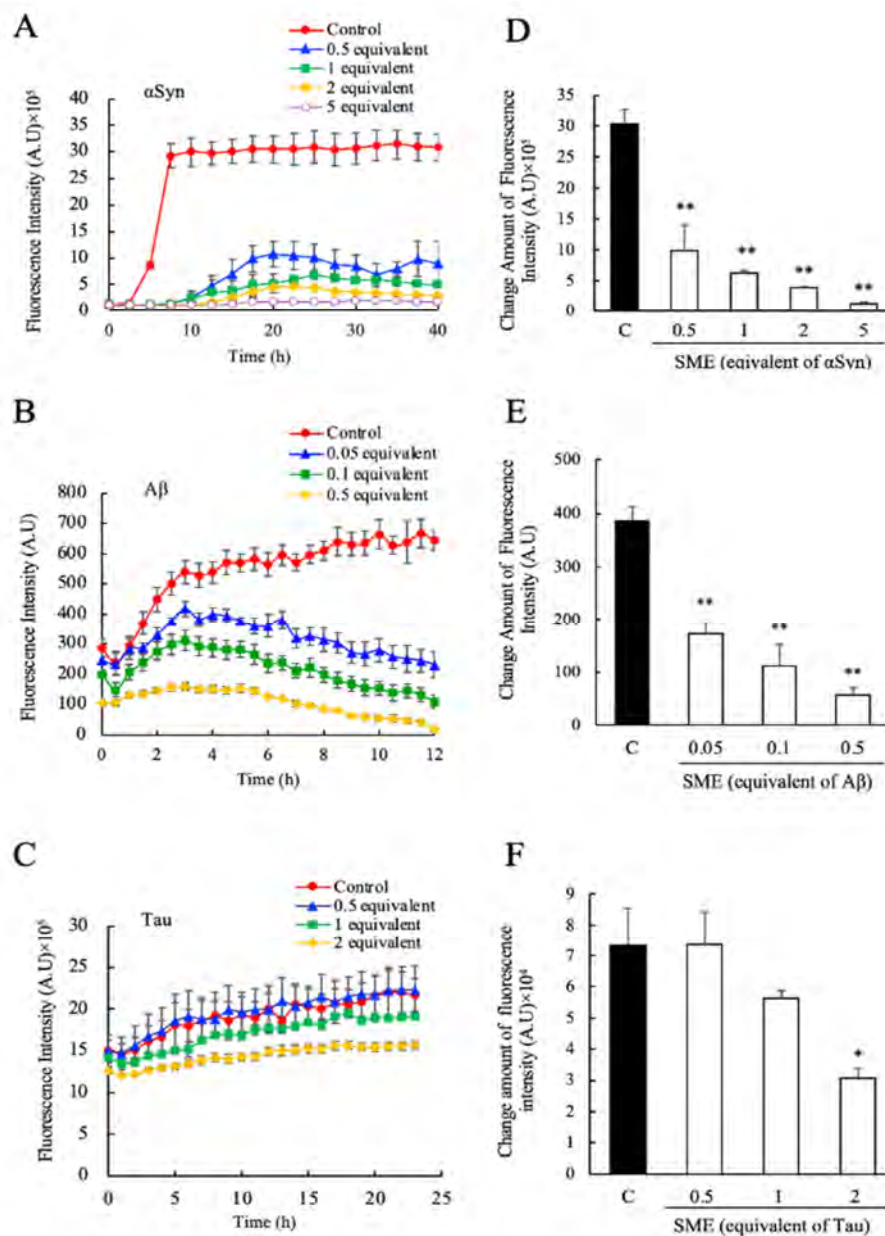 A
Control
0.5 equivalent
1 equivalent
2 equivalent
5 equivalent
αSyn
Fluorescence Intensity (A.U)×10⁵
40
35
30
25
20
15
10
5
0
0 10 20 30 40
Time (h)
D
Change Amount of Fluorescence
Intensity (A.U)×10⁵
35
30
25
20
15
10
5
0
**
**
**
**
C 0.5 1 2 5
SME (eqivalent of αSyn)
B
Control
0.05 equivalent
0.1 equivalent
0.5 equivalent
Aβ
Fluorescence Intensity (A.U)
800
700
600
500
400
300
200
100
0
0 2 4 6 8 10 12
Time (h)
E
Change Amount of Fluorescence
Intensity (A.U)
500
400
300
200
100
0
**
**
**
C 0.05 0.1 0.5
SME (equivalent of Aβ)
C
Control
0.5 equivalent
1 equivalent
2 equivalent
Tau
Fluorescence Intensity (A.U)×10⁵
30
25
20
15
10
5
0
0 5 10 15 20 25
Time (h)
F
Change amount of fluorescence
intensity (A.U)×10⁴
9
8
7
6
5
4
3
2
1
0
*
C 0.5 1 2
SME (equivalent of Tau)